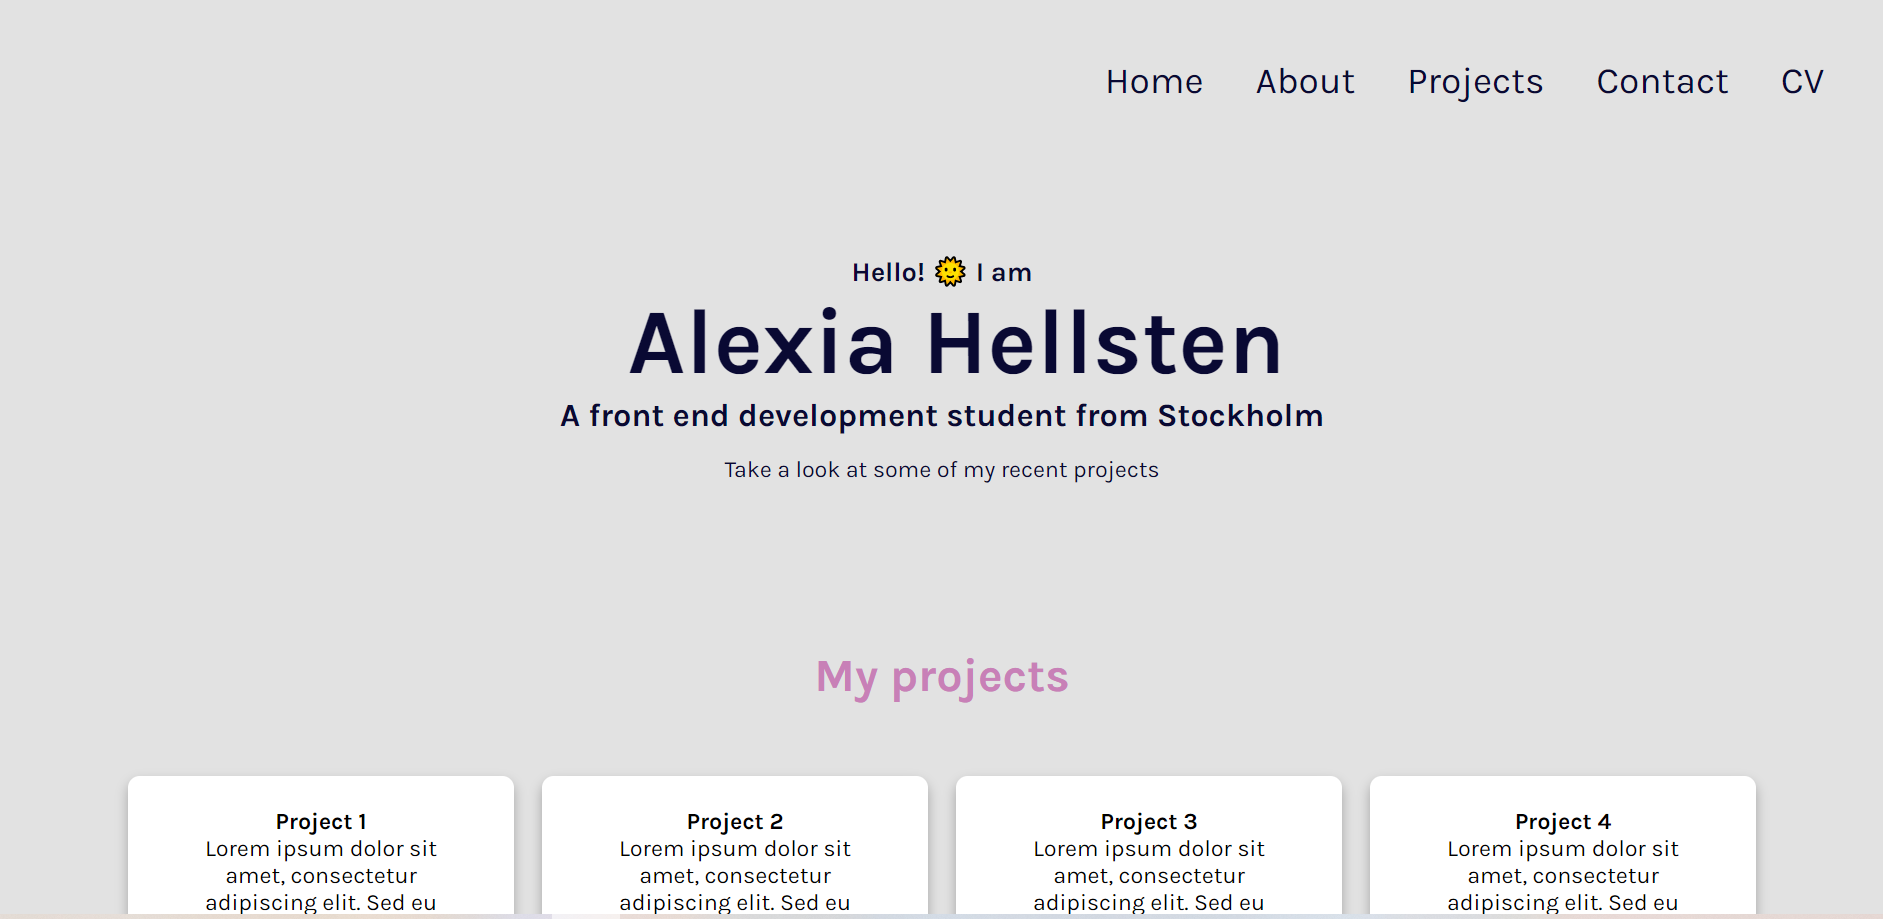 Home About Projects Contact CV
Hello! 🌞 I am
Alexia Hellsten
A front end development student from Stockholm
Take a look at some of my recent projects
My projects
Project 1
Lorem ipsum dolor sit
amet, consectetur
adipiscing elit. Sed eu
Project 2
Lorem ipsum dolor sit
amet, consectetur
adipiscing elit. Sed eu
Project 3
Lorem ipsum dolor sit
amet, consectetur
adipiscing elit. Sed eu
Project 4
Lorem ipsum dolor sit
amet, consectetur
adipiscing elit. Sed eu